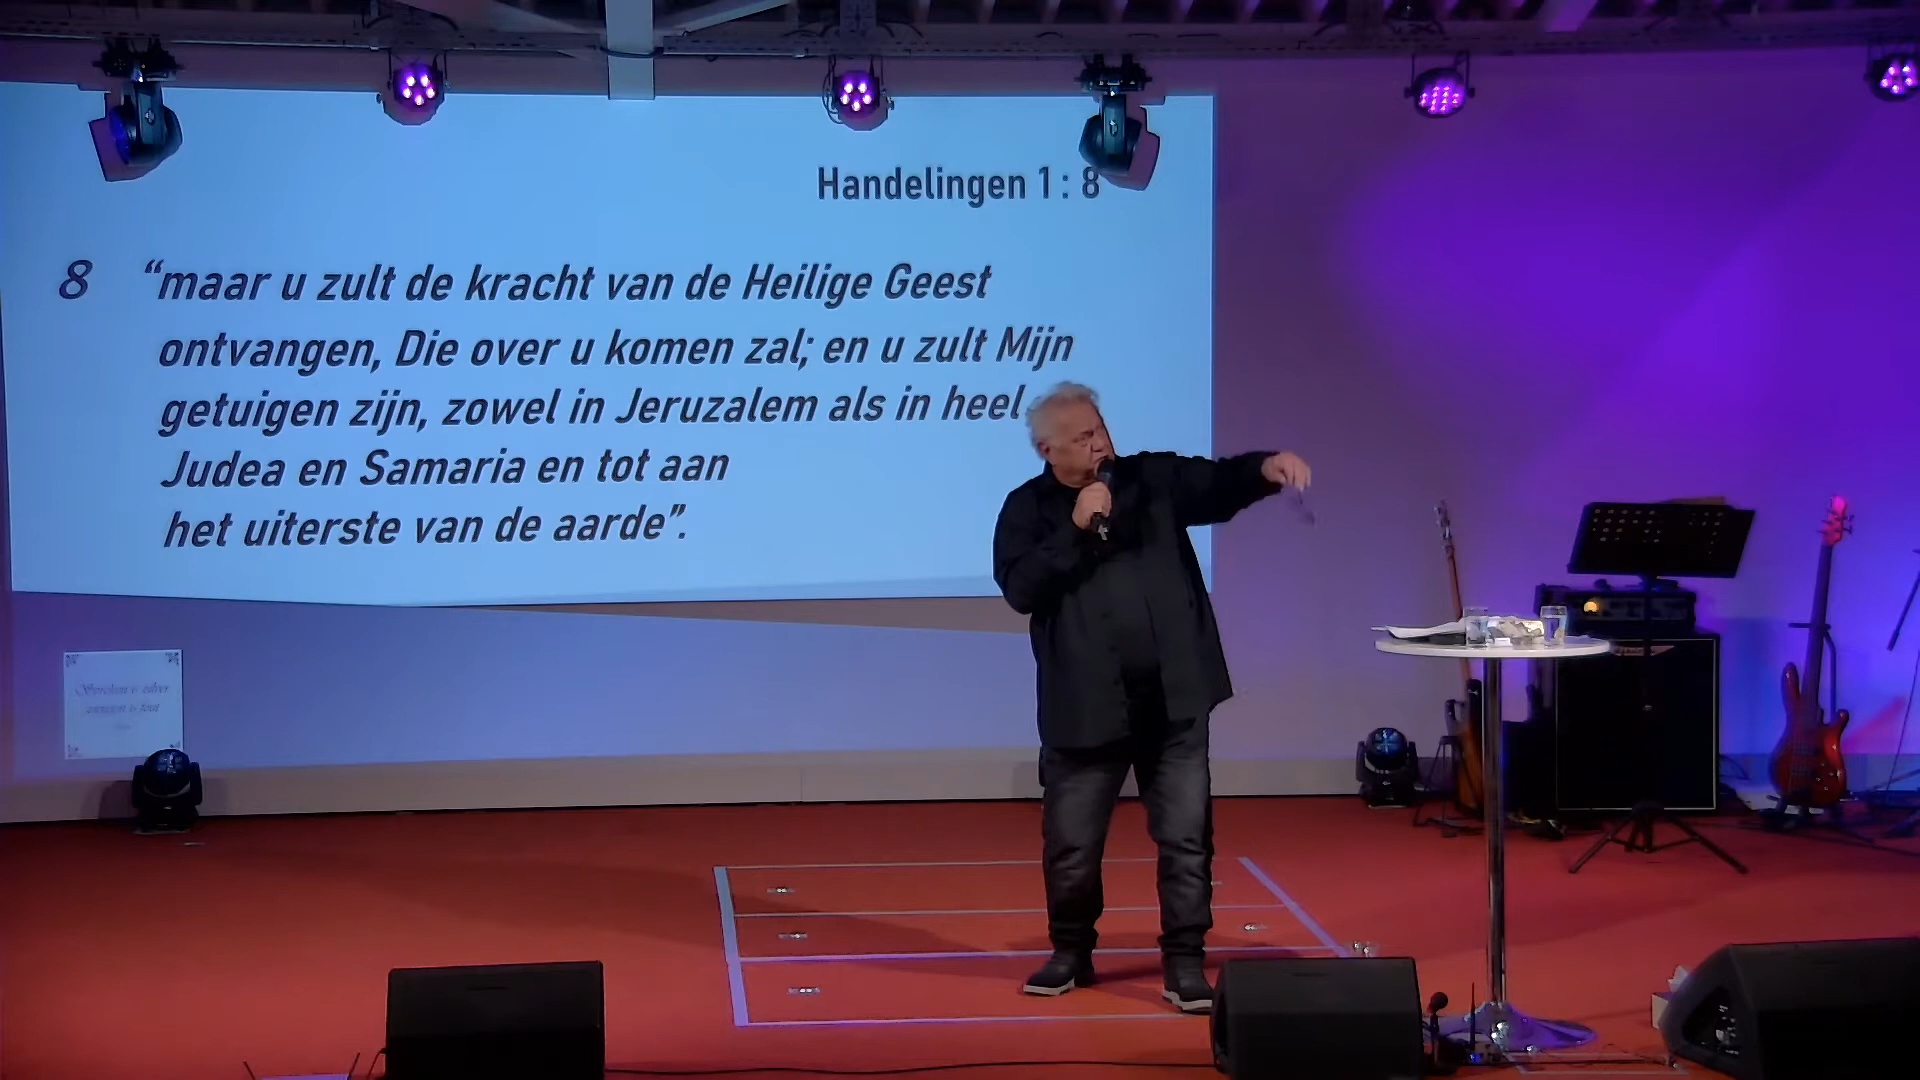 Handelingen 1 : 8
8 “maar u zult de kracht van de Heilige Geest
ontvangen, Die over u komen zal; en u zult Mijn
getuigen zijn, zowel in Jeruzalem als in heel
Judea en Samaria en tot aan
het uiterste van de aarde”.